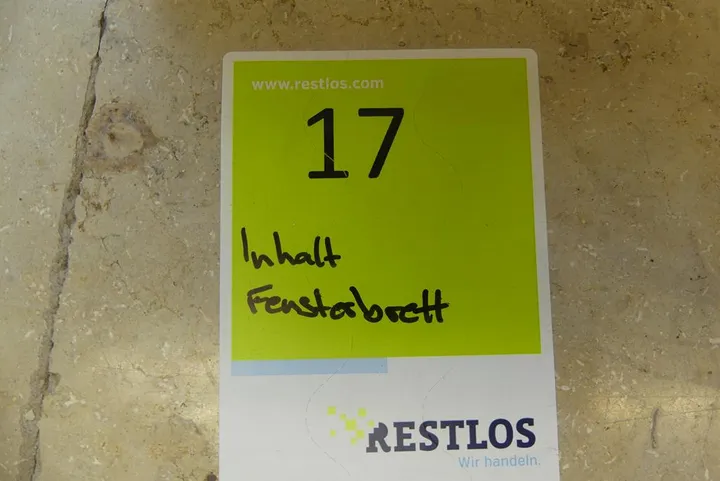 www.restlos.com
17
Inhalt
Fensterbrett
RESTLOS
Wir handeln.